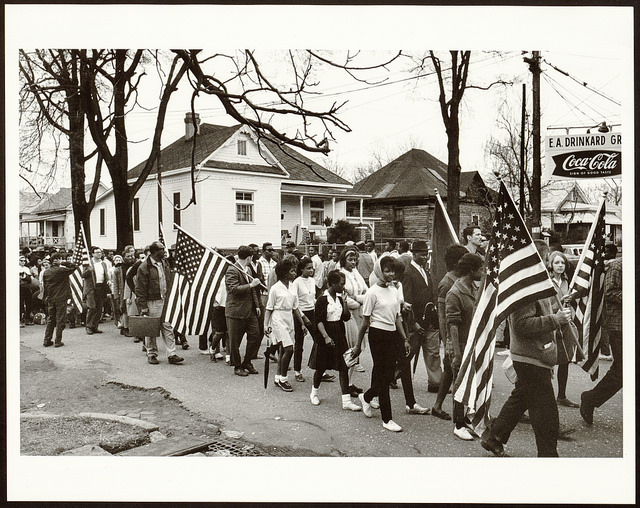 E.A. DRINKARD GR
Coca-Cola
SIGN OF GOOD TASTE